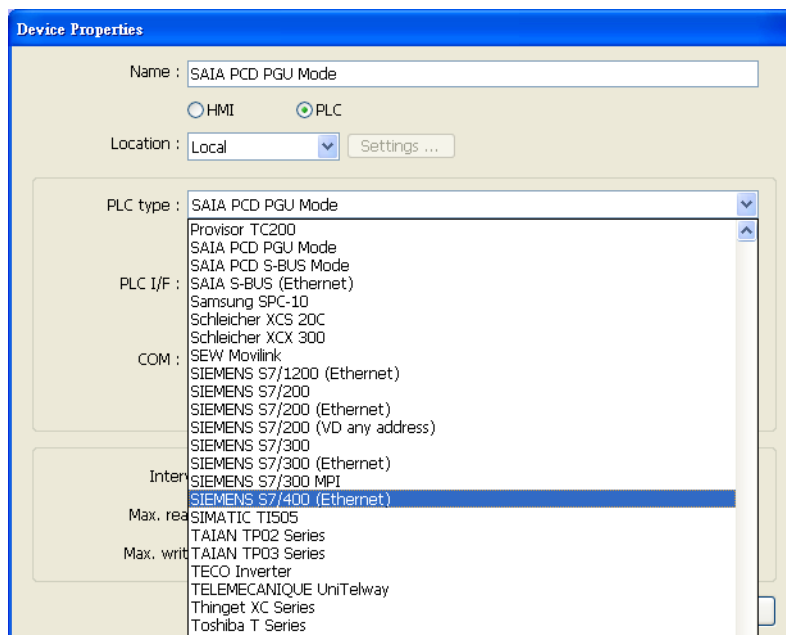 Device Properties
Name : SAIA PCD PGU Mode
HMI PLC
Location : Local Settings ...
PLC type : SAIA PCD PGU Mode
Provisor TC200
SAIA PCD PGU Mode
SAIA PCD S-BUS Mode
PLC I/F : SAIA S-BUS (Ethernet)
Samsung SPC-10
Schleicher XCS 20C
Schleicher XCX 300
COM : SEW Movilink
SIEMENS S7/1200 (Ethernet)
SIEMENS S7/200
SIEMENS S7/200 (Ethernet)
SIEMENS S7/200 (VD any address)
SIEMENS S7/300
SIEMENS S7/300 (Ethernet)
SIEMENS S7/300 MPI
SIEMENS S7/400 (Ethernet)
Max. SIMATIC TI505
TAIAN TP02 Series
Max. TAIAN TP03 Series
TECO Inverter
TELEMECANIQUE UniTelway
Thinget XC Series
Toshiba T Series